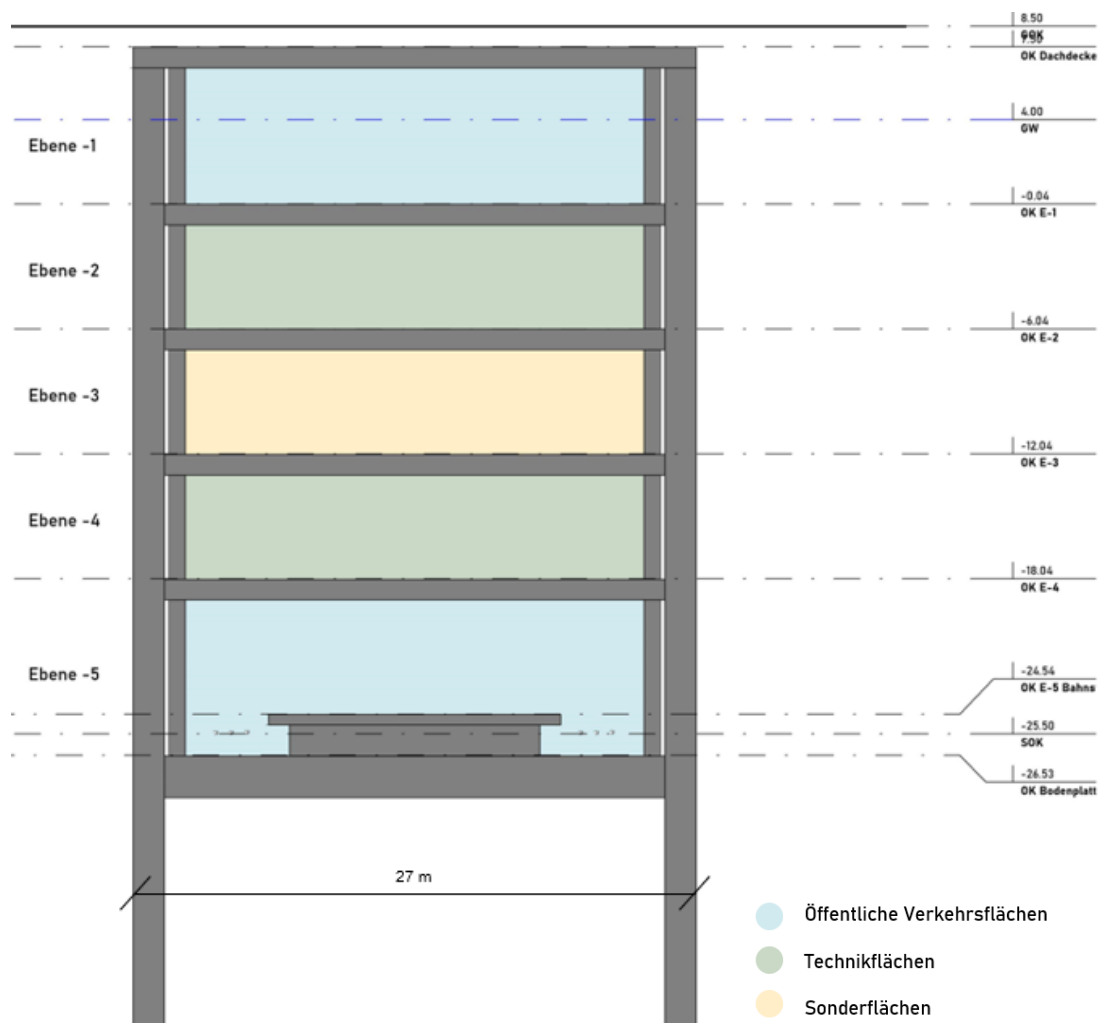 8.50
GOK
7.50
OK Dachdecke
4.00
GW
Ebene -1
-0.04
OK E-1
Ebene -2
-6.04
OK E-2
Ebene -3
-12.04
OK E-3
Ebene -4
-18.04
OK E-4
Ebene -5
-24.54
OK E-5 Bahns
-25.50
SOK
-26.53
OK Bodenplatt
27 m
Öffentliche Verkehrsflächen
Technikflächen
Sonderflächen